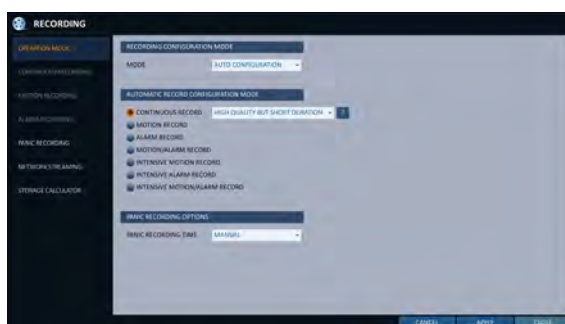 RECORDING
OPERATION MODE
CONTINUOUS RECORDING
MOTION RECORDING
ALARM RECORDING
PANIC RECORDING
NETWORK STREAMING
STORAGE CALCULATOR
RECORDING CONFIGURATION MODE
MODE AUTO CONFIGURATION
AUTOMATIC RECORD CONFIGURATION MODE
CONTINUOUS RECORD HIGH QUALITY BUT SHORT DURATION ?
MOTION RECORD
ALARM RECORD
MOTION/ALARM RECORD
INTENSIVE MOTION RECORD
INTENSIVE ALARM RECORD
INTENSIVE MOTION/ALARM RECORD
PANIC RECORDING OPTIONS
PANIC RECORDING TIME MANUAL
CANCEL APPLY CLOSE